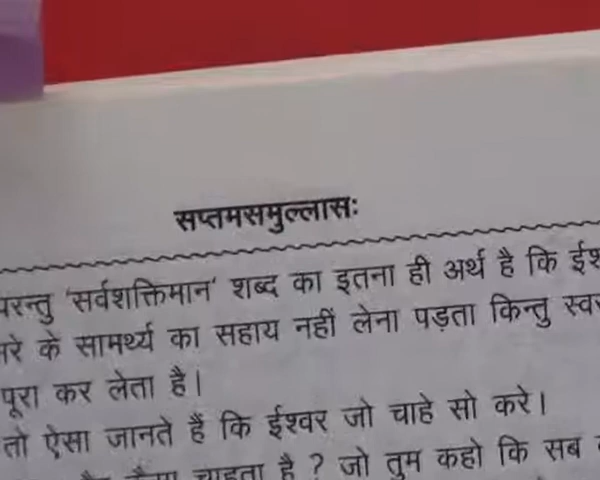 सप्तमसमुल्लासः
परन्तु 'सर्वशक्तिमान' शब्द का इतना ही अर्थ है कि
के सामर्थ्य का सहाय नहीं लेना पड़ता किन्तु
पूरा कर लेता है।
तो ऐसा जानते हैं कि ईश्वर जो चाहे सो करे।
चाहता है ? जो तुम कहो कि सब